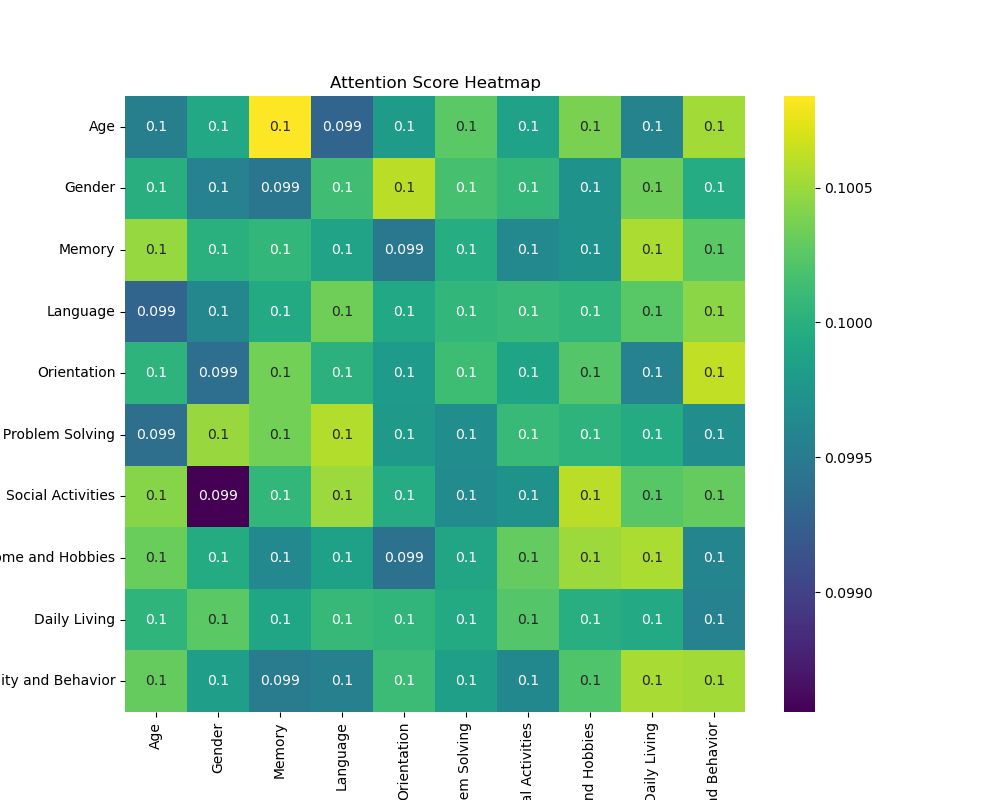 Attention Score Heatmap
Age 0.1 0.1 0.1 0.099 0.1 0.1 0.1 0.1 0.1 0.1
Gender 0.1 0.1 0.099 0.1 0.1 0.1 0.1 0.1 0.1 0.1
Memory 0.1 0.1 0.1 0.1 0.099 0.1 0.1 0.1 0.1 0.1
Language 0.099 0.1 0.1 0.1 0.1 0.1 0.1 0.1 0.1 0.1
Orientation 0.1 0.099 0.1 0.1 0.1 0.1 0.1 0.1 0.1 0.1
Problem Solving 0.099 0.1 0.1 0.1 0.1 0.1 0.1 0.1 0.1 0.1
Social Activities 0.1 0.099 0.1 0.1 0.1 0.1 0.1 0.1 0.1 0.1
ome and Hobbies 0.1 0.1 0.1 0.1 0.099 0.1 0.1 0.1 0.1 0.1
Daily Living 0.1 0.1 0.1 0.1 0.1 0.1 0.1 0.1 0.1 0.1
ity and Behavior 0.1 0.1 0.099 0.1 0.1 0.1 0.1 0.1 0.1 0.1
Age
Gender
Memory
Language
Orientation
em Solving
al Activities
nd Hobbies
Daily Living
nd Behavior
0.1005
0.1000
0.0995
0.0990